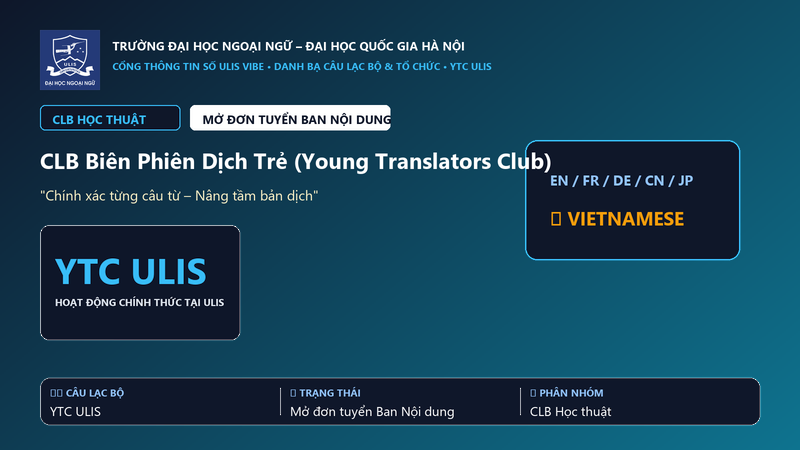 TRƯỜNG ĐẠI HỌC NGOẠI NGỮ – ĐẠI HỌC QUỐC GIA HÀ NỘI
CỔNG THÔNG TIN SỐ ULIS VIBE • DANH BẠ CÂU LẠC BỘ & TỔ CHỨC • YTC ULIS
ULIS
ĐẠI HỌC NGOẠI NGỮ
CLB HỌC THUẬT
MỞ ĐƠN TUYỂN BAN NỘI DUNG
CLB Biên Phiên Dịch Trẻ (Young Translators Club)
"Chính xác từng câu từ – Nâng tầm bản dịch"
EN / FR / DE / CN / JP
VIETNAMESE
YTC ULIS
HOẠT ĐỘNG CHÍNH THỨC TẠI ULIS
CÂU LẠC BỘ
YTC ULIS
TRẠNG THÁI
Mở đơn tuyển Ban Nội dung
PHÂN NHÓM
CLB Học thuật